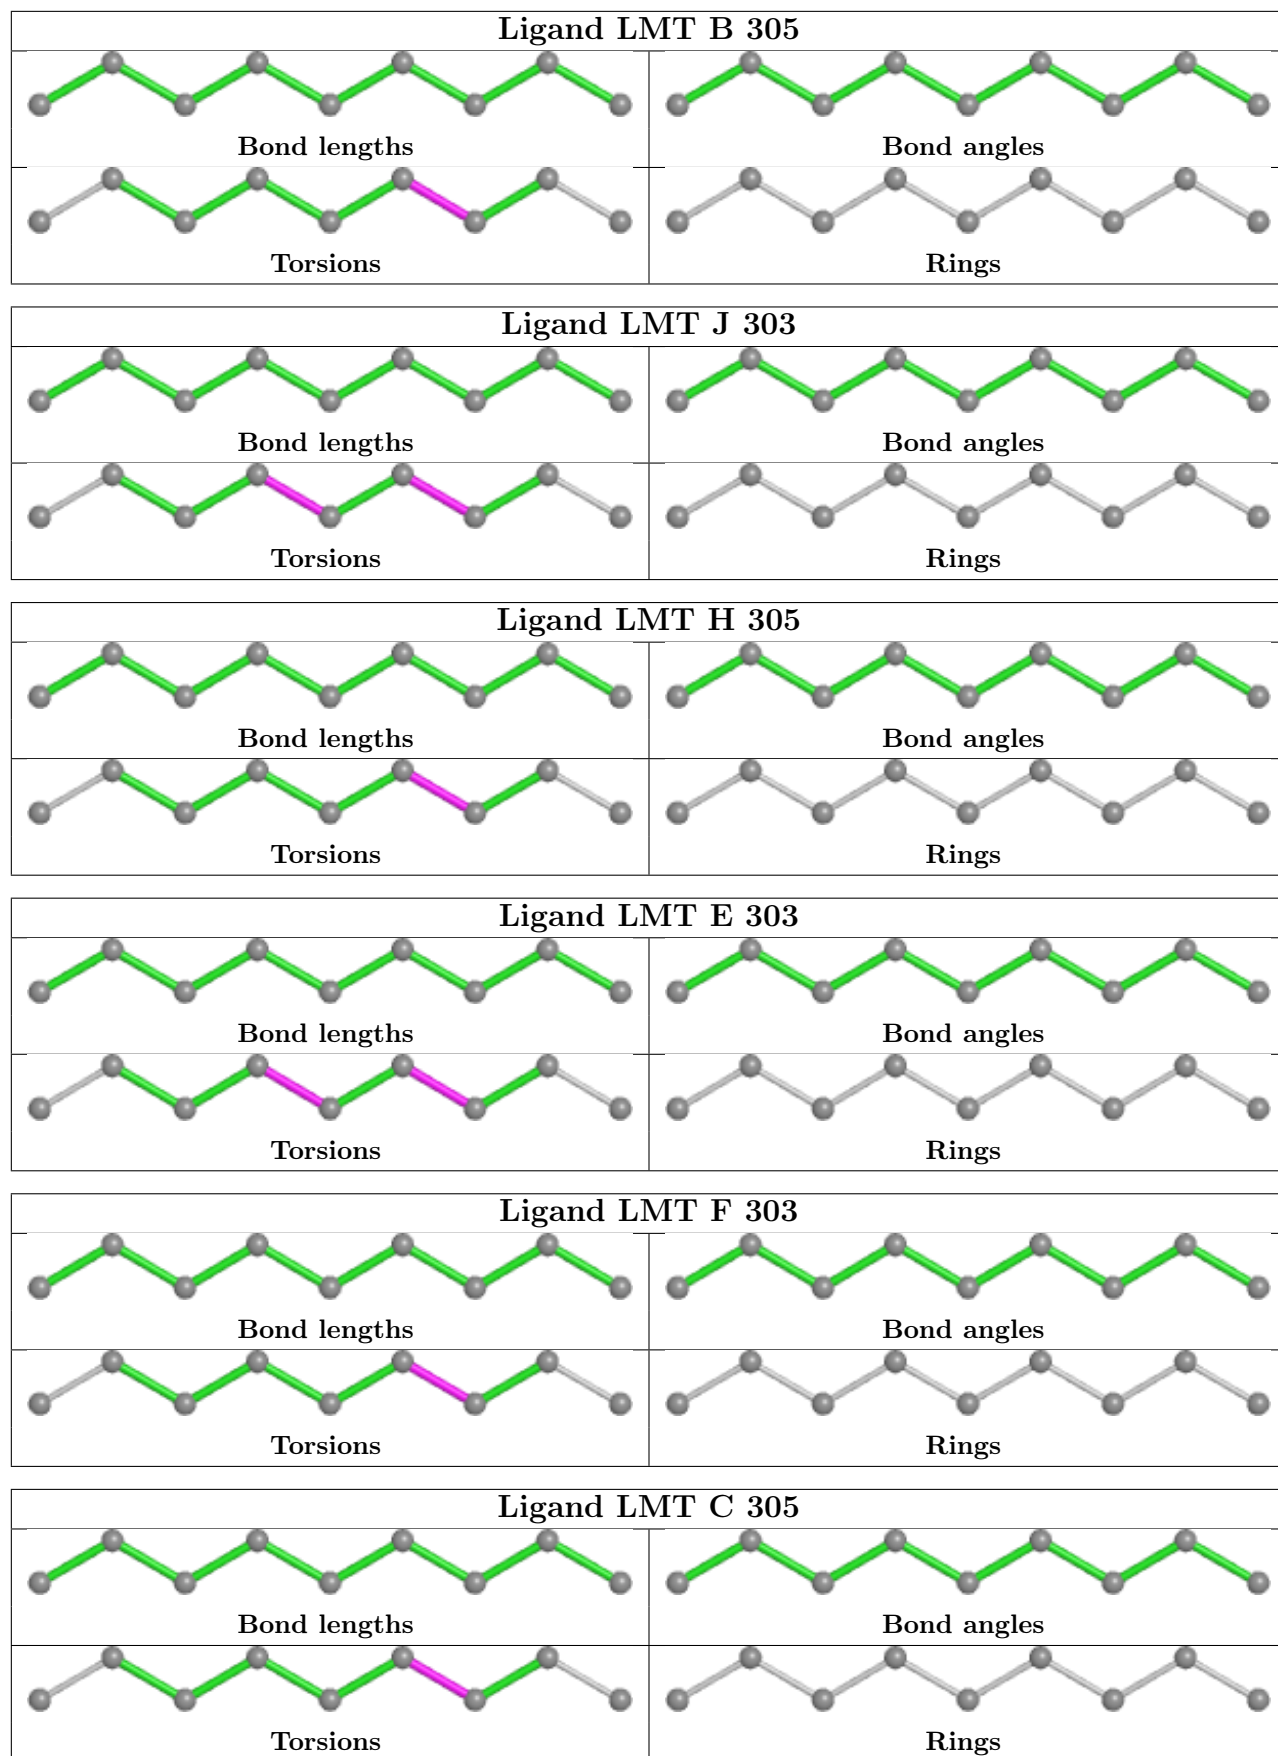 Ligand LMT B 305
Bond lengths Bond angles
Torsions Rings
Ligand LMT J 303
Bond lengths Bond angles
Torsions Rings
Ligand LMT H 305
Bond lengths Bond angles
Torsions Rings
Ligand LMT E 303
Bond lengths Bond angles
Torsions Rings
Ligand LMT F 303
Bond lengths Bond angles
Torsions Rings
Ligand LMT C 305
Bond lengths Bond angles
Torsions Rings